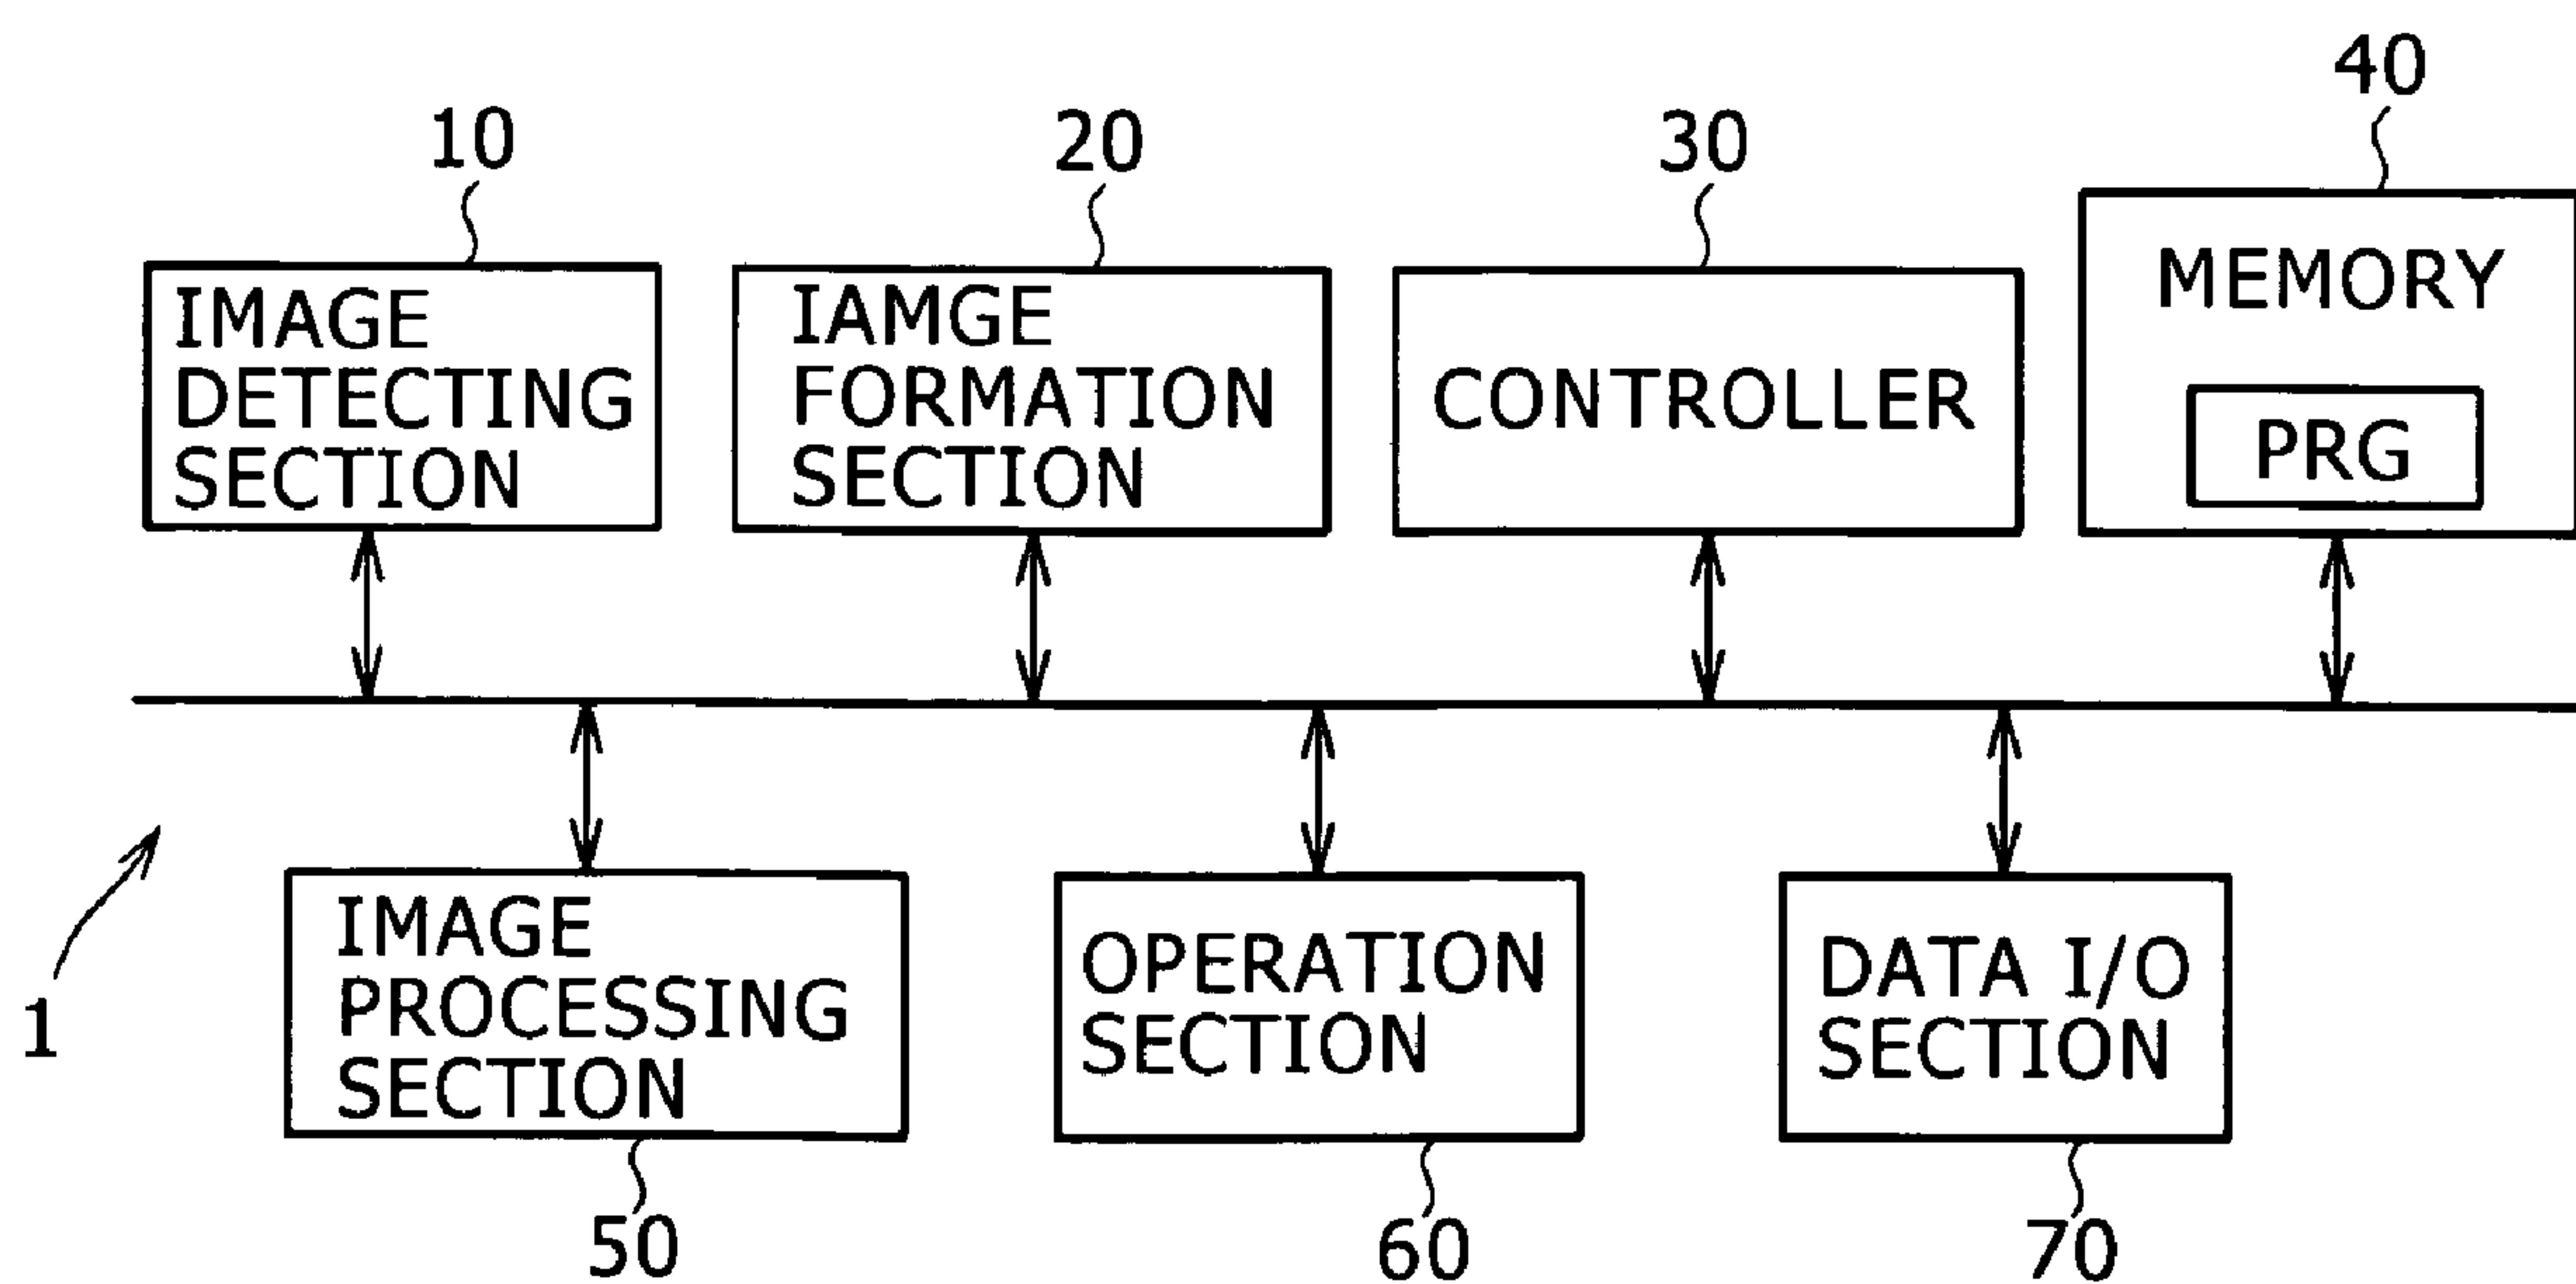 40
10
20
30
IMAGE
DETECTING
SECTION
IAMGE
FORMATION
SECTION
CONTROLLER
MEMORY
PRG
1
IMAGE
PROCESSING
SECTION
OPERATION
SECTION
DATA I/O
SECTION
50
60
70